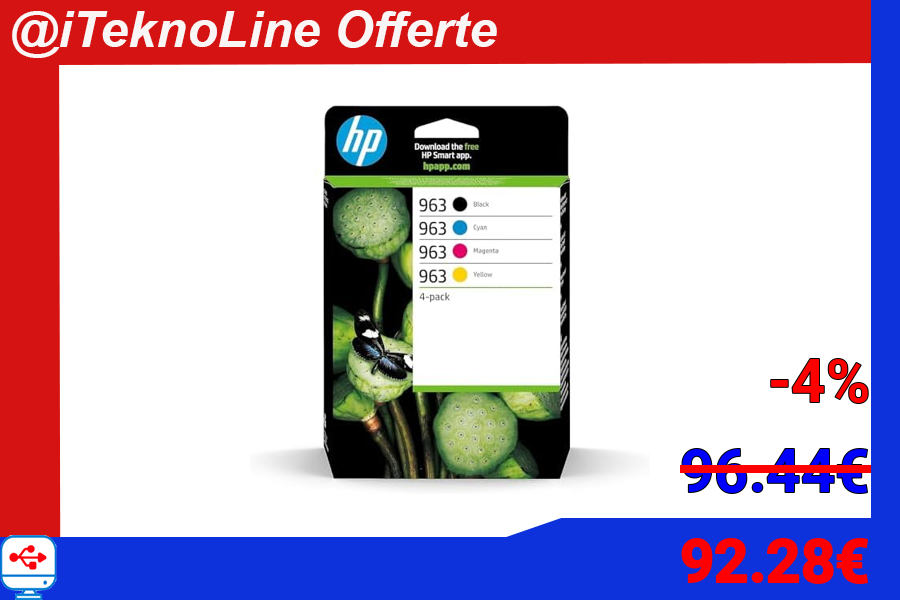 @iTeknoLine Offerte
hp
Download the free
HP Smart app.
hpapp.com
963 Black
963 Cyan
963 Magenta
963 Yellow
4-pack
-4%
96.44€
92.28€